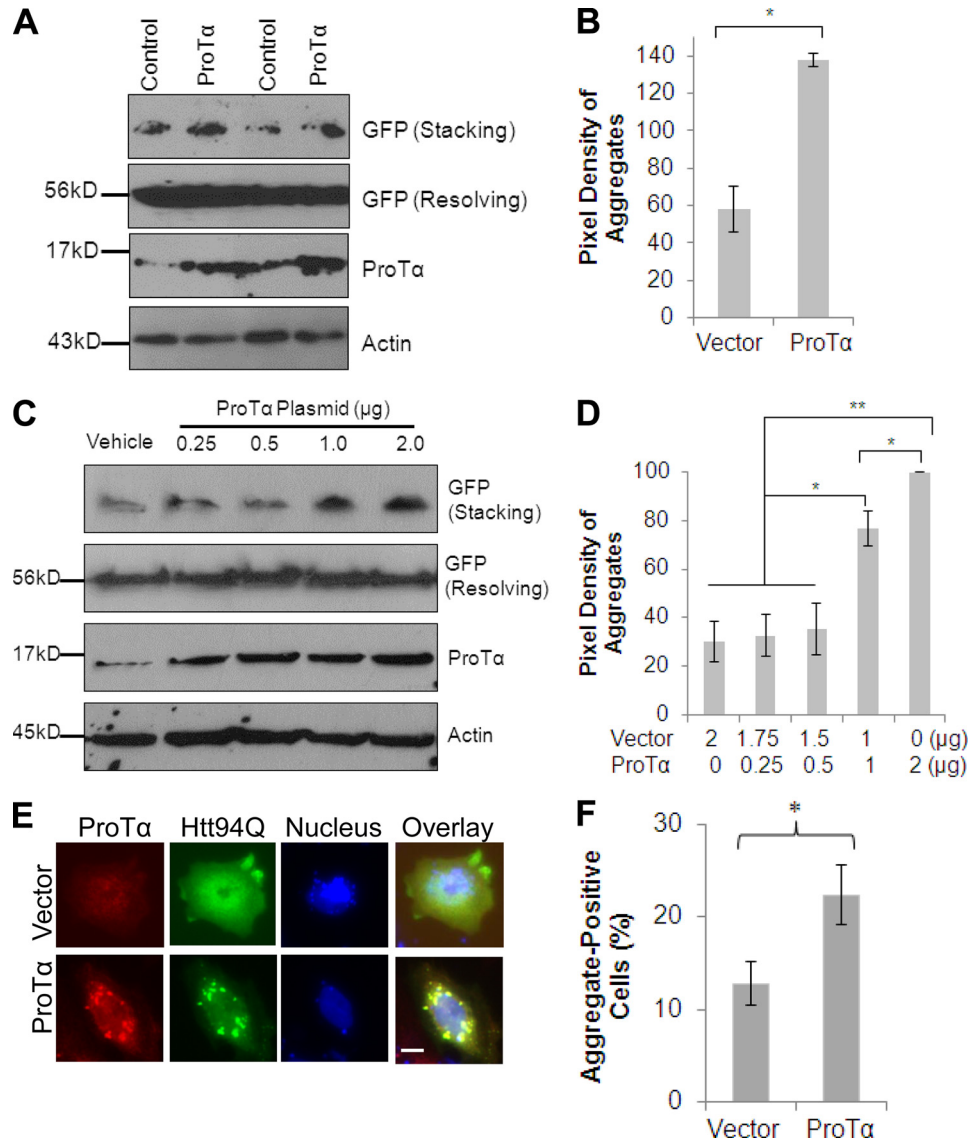 A
Control ProTα Control ProTα
GFP (Stacking)
56kD
GFP (Resolving)
17kD
ProTα
43kD
Actin
B
*
Pixel Density of
Aggregates
140
120
100
80
60
40
20
0
Vector ProTα
C
ProTα Plasmid (µg)
Vehicle 0.25 0.5 1.0 2.0
GFP
(Stacking)
56kD
GFP
(Resolving)
17kD
ProTα
45kD
Actin
D
**
*
*
Pixel Density of
Aggregates
100
80
60
40
20
0
Vector 2 1.75 1.5 1 0 (µg)
ProTα 0 0.25 0.5 1 2 (µg)
E
ProTα Htt94Q Nucleus Overlay
Vector
ProTα
F
*
Aggregate-Positive
Cells (%)
30
20
10
0
Vector ProTα